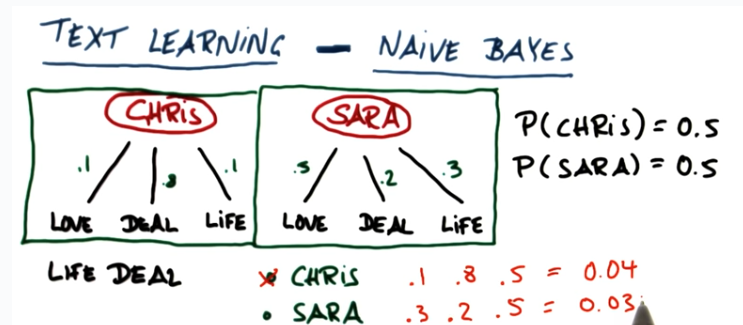 TEXT LEARNING - NAIVE BAYES
CHRIS
.1 .8 .1
LOVE DEAL LIFE
SARA
.5 .2 .3
LOVE DEAL LIFE
P(CHRIS) = 0.5
P(SARA) = 0.5
LIFE DEAL
CHRIS .1 .8 .5 = 0.04
SARA .3 .2 .5 = 0.03